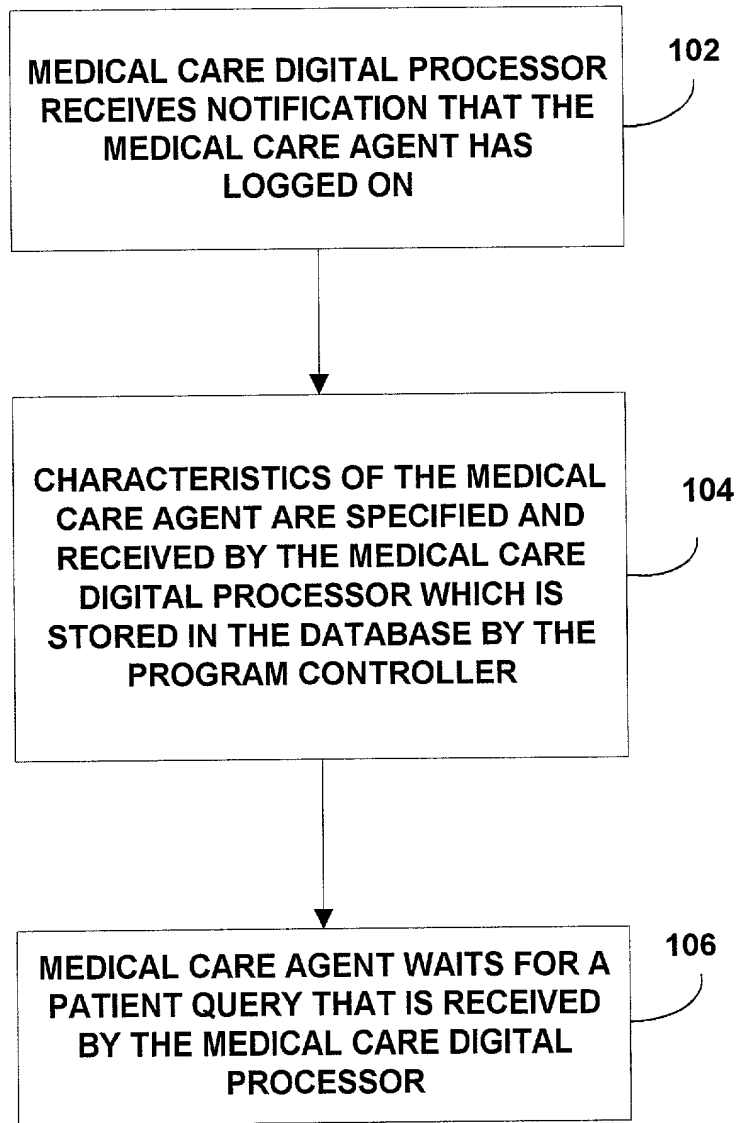 MEDICAL CARE DIGITAL PROCESSOR
RECEIVES NOTIFICATION THAT THE
MEDICAL CARE AGENT HAS
LOGGED ON
102
CHARACTERISTICS OF THE MEDICAL
CARE AGENT ARE SPECIFIED AND
RECEIVED BY THE MEDICAL CARE
DIGITAL PROCESSOR WHICH IS
STORED IN THE DATABASE BY THE
PROGRAM CONTROLLER
104
MEDICAL CARE AGENT WAITS FOR A
PATIENT QUERY THAT IS RECEIVED
BY THE MEDICAL CARE DIGITAL
PROCESSOR
106